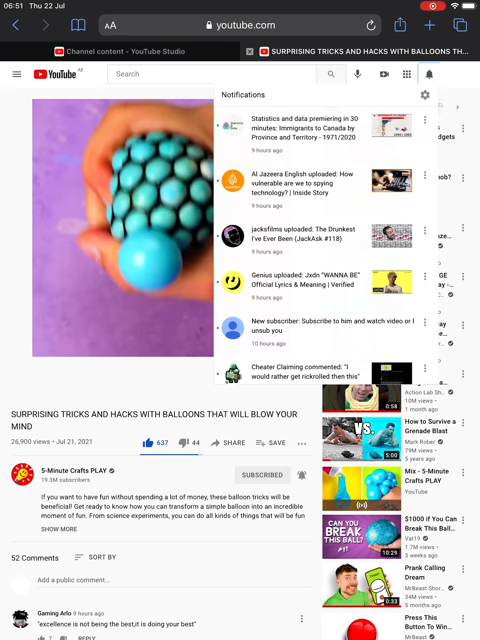 06:51 Thu 22 Jul
AA
youtube.com
Channel content - YouTube Studio
SURPRISING TRICKS AND HACKS WITH BALLOONS TH...
YouTube AE
Search
Notifications
Statistics and data premiering in 30
minutes: Immigrants to Canada by
Province and Territory - 1971/2020
9 hours ago
Al Jazeera English uploaded: How
vulnerable are we to spying
technology? | Inside Story
9 hours ago
jacksfilms uploaded: The Drunkest
I've Ever Been (JackAsk #118)
9 hours ago
Genius uploaded: Jxdn "WANNA BE"
Official Lyrics & Meaning | Verified
9 hours ago
New subscriber: Subscribe to him and watch video or I
unsub you
10 hours ago
Cheater Claiming commented: "I
would rather get rickrolled then this"
SURPRISING TRICKS AND HACKS WITH BALLOONS THAT WILL BLOW YOUR
MIND
26,900 views • Jul 21, 2021
637
44
SHARE
SAVE
5-Minute Crafts PLAY
19.3M subscribers
SUBSCRIBED
If you want to have fun without spending a lot of money, these balloon tricks will be
beneficial! Get ready to know how you can transform a simple balloon into an incredible
moment of fun. From science experiments, you can do all kinds of things that will be fun
SHOW MORE
52 Comments
SORT BY
Add a public comment...
Gaming Arlo 9 hours ago
"excellence is not being the best,it is doing your best"
7
REPLY
0:58
Action Lab Sh...
10M views •
1 month ago
VS.
5:00
How to Survive a
Grenade Blast
Mark Rober
79M views •
5 years ago
Mix - 5-Minute
Crafts PLAY
YouTube
CAN YOU
BREAK
THIS BALL?
#1
10:29
$1000 if You Can
Break This Ball...
Vat19
1.7M views •
3 weeks ago
0:33
Prank Calling
Dream
MrBeast Shor...
34M views •
5 months ago
Press This
Button To Win...
MrBeast